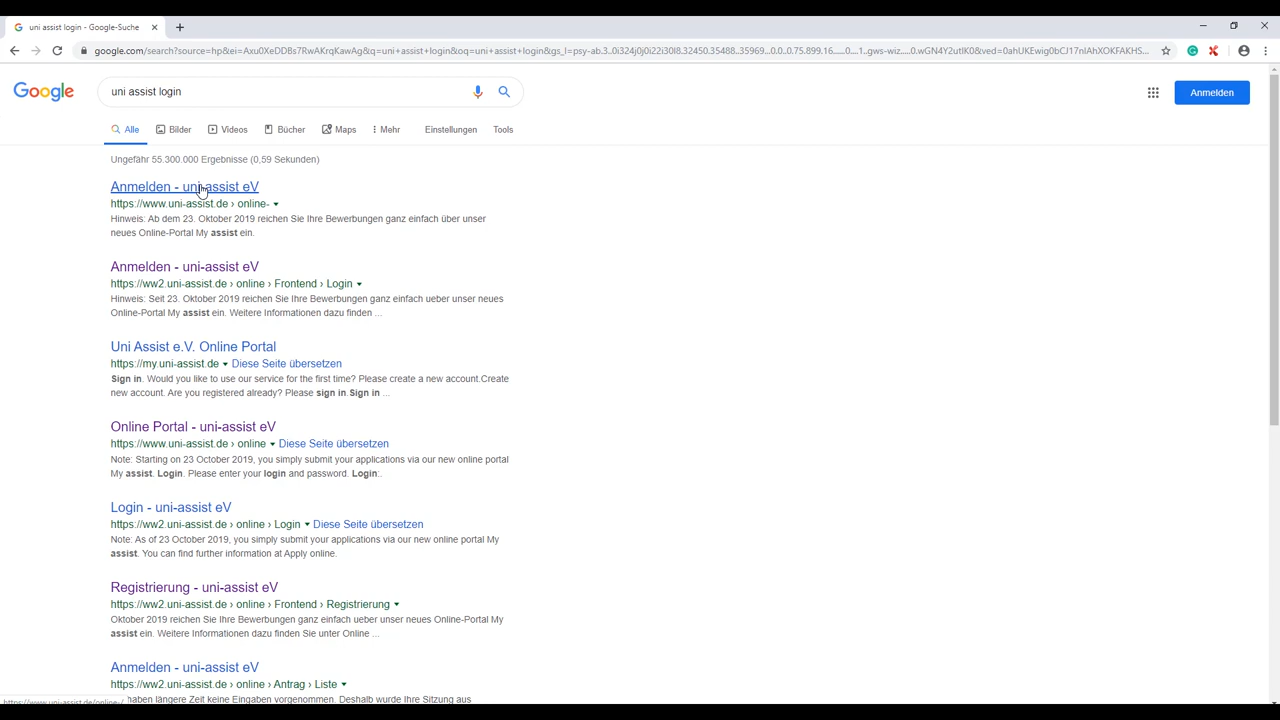 uni assist login - Google-Suche
google.com/search?source=hp&ei=Axu0XeDDBs7RwAKrqKawAg&q=uni+assist+login&oq=uni+assist+login&gs_l=psy-ab.3..0i324j0j0i22i30l8.32450.35488..35969...0.0..0.75.899.16......0....1..gws-wiz.....0.wGN4Y2utlK0&ved=0ahUKEwig0bCJ17nlAhXOKFAKHS...
Google
uni assist login
Anmelden
Alle Bilder Videos Bücher Maps Mehr Einstellungen Tools
Ungefähr 55.300.000 Ergebnisse (0,59 Sekunden)
Anmelden - uni-assist eV
https://www.uni-assist.de › online-
Hinweis: Ab dem 23. Oktober 2019 reichen Sie Ihre Bewerbungen ganz einfach über unser
neues Online-Portal My assist ein.
Anmelden - uni-assist eV
https://ww2.uni-assist.de › online › Frontend › Login
Hinweis: Seit 23. Oktober 2019 reichen Sie Ihre Bewerbungen ganz einfach ueber unser neues
Online-Portal My assist ein. Weitere Informationen dazu finden ...
Uni Assist e.V. Online Portal
https://my.uni-assist.de Diese Seite übersetzen
Sign in. Would you like to use our service for the first time? Please create a new account.Create
new account. Are you registered already? Please sign in.Sign in ...
Online Portal - uni-assist eV
https://www.uni-assist.de › online Diese Seite übersetzen
Note: Starting on 23 October 2019, you simply submit your applications via our new online portal
My assist. Login. Please enter your login and password. Login:.
Login - uni-assist eV
https://ww2.uni-assist.de › online › Login Diese Seite übersetzen
Note: As of 23 October 2019, you simply submit your applications via our new online portal My
assist. You can find further information at Apply online.
Registrierung - uni-assist eV
https://ww2.uni-assist.de › online › Frontend › Registrierung
Oktober 2019 reichen Sie Ihre Bewerbungen ganz einfach ueber unser neues Online-Portal My
assist ein. Weitere Informationen dazu finden Sie unter Online ...
Anmelden - uni-assist eV
https://ww2.uni-assist.de › online › Antrag › Liste
haben längere Zeit keine Eingaben vorgenommen. Deshalb wurde Ihre Sitzung aus
https://www.uni-assist.de/online-/